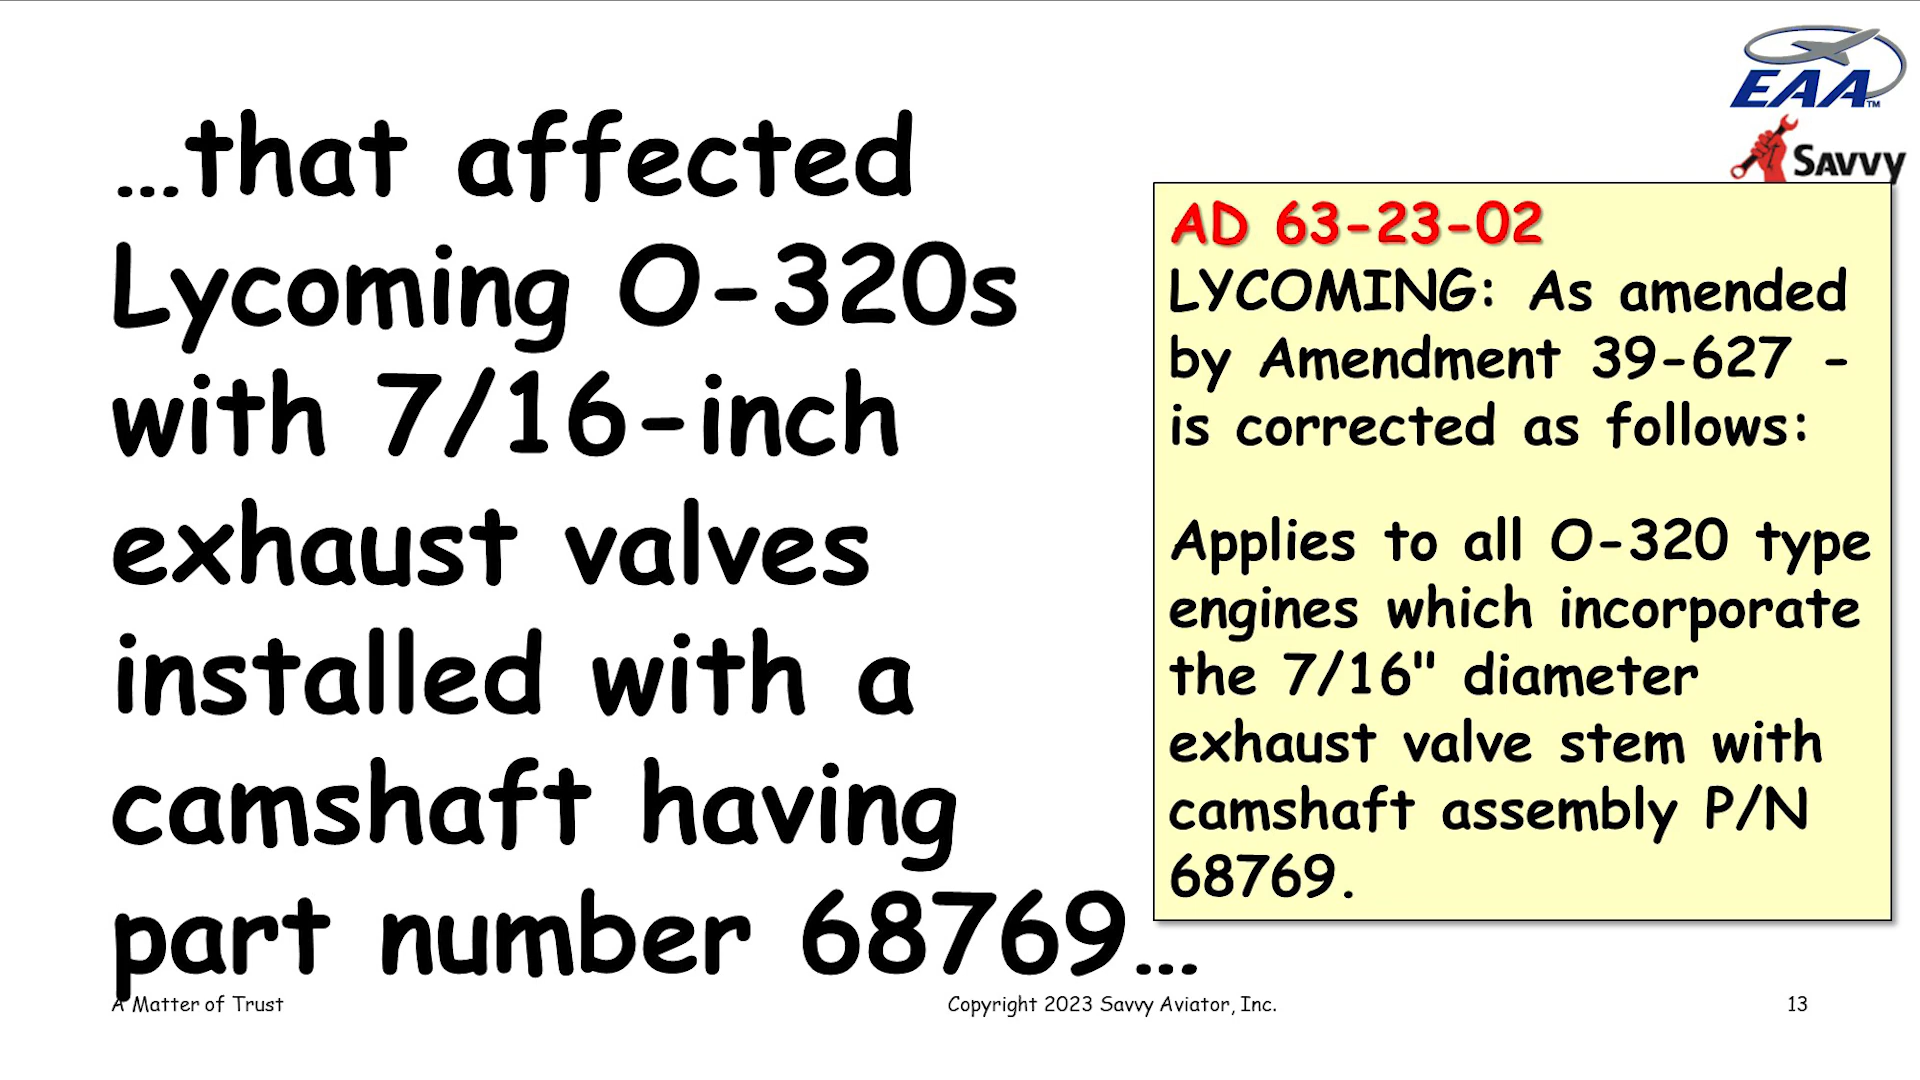 EAA™
SAVVY
...that affected
Lycoming O-320s
with 7/16-inch
exhaust valves
installed with a
camshaft having
part number 68769...
AD 63-23-02
LYCOMING: As amended
by Amendment 39-627 -
is corrected as follows:
Applies to all O-320 type
engines which incorporate
the 7/16" diameter
exhaust valve stem with
camshaft assembly P/N
68769.
A Matter of Trust
Copyright 2023 Savvy Aviator, Inc.
13